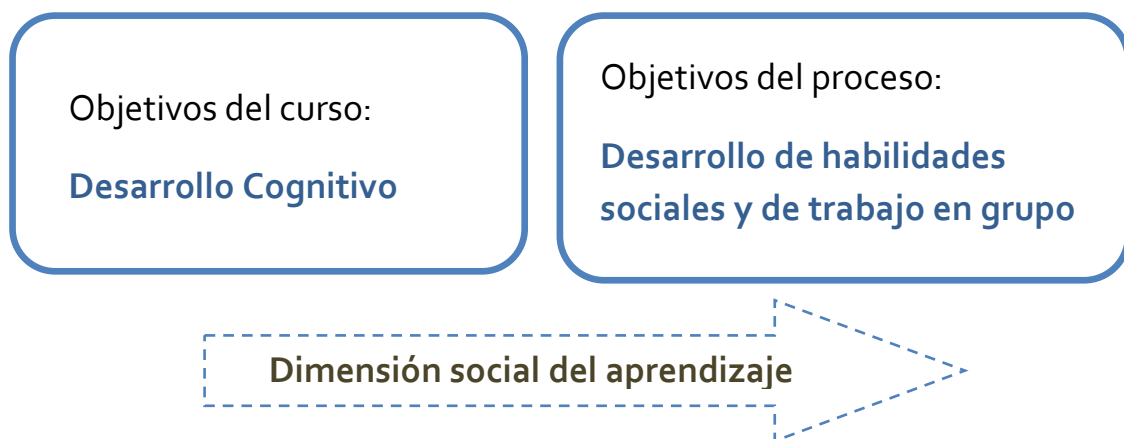 Objetivos del curso:
Desarrollo Cognitivo
Objetivos del proceso:
Desarrollo de habilidades
sociales y de trabajo en grupo
Dimensión social del aprendizaje